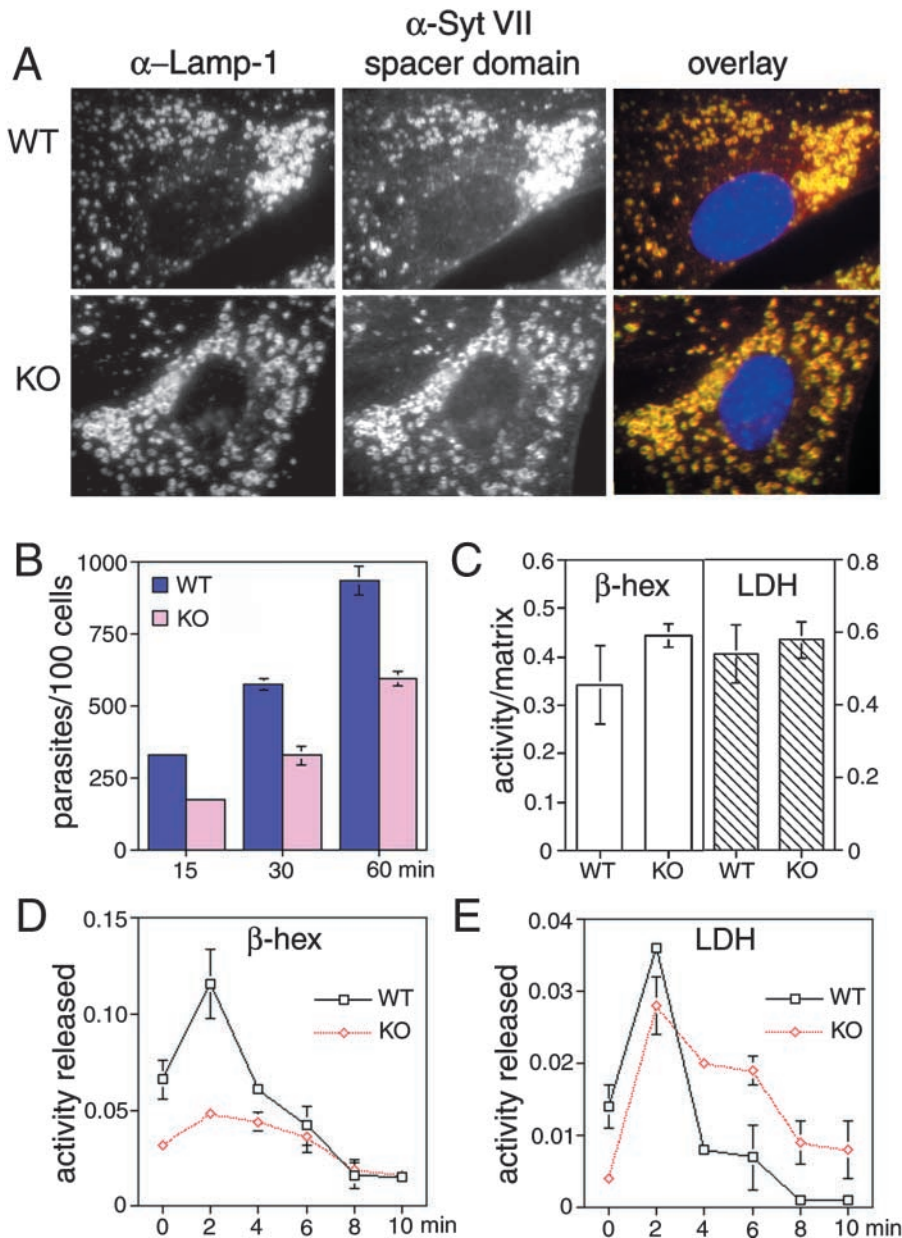 A
α–Lamp-1
α-Syt VII
spacer domain
overlay
WT
KO
B
parasites/100 cells
1000
750
500
250
0
WT
KO
15 30 60 min
C
activity/matrix
0.6
0.5
0.4
0.3
0.2
0.1
0
β-hex
LDH
0.8
0.6
0.4
0.2
0
WT KO WT KO
D
activity released
0.15
0.10
0.05
0
β-hex
WT
KO
0 2 4 6 8 10 min
E
activity released
0.04
0.03
0.02
0.01
0
LDH
WT
KO
0 2 4 6 8 10 min